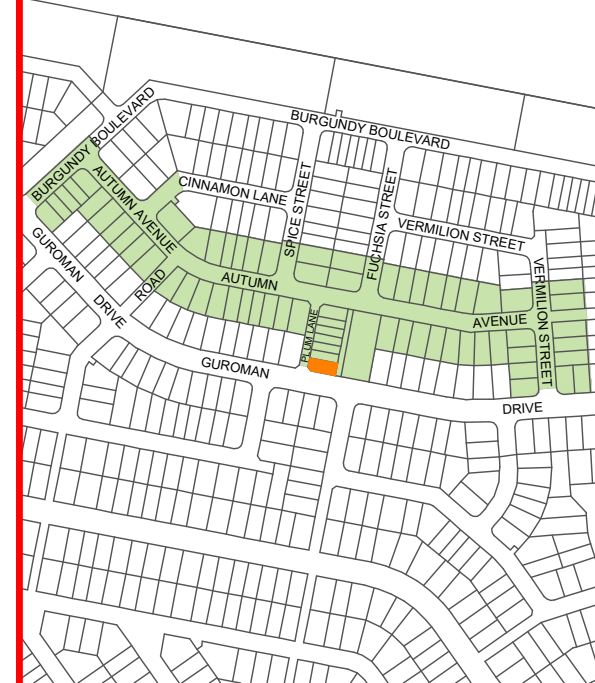 BURGUNDY BOULEVARD
BURGUNDY BOULEVARD
CINNAMON LANE
AUTUMN AVENUE
SPICE STREET
FUCHSIA STREET
VERMILION STREET
GUROMAN
DRIVE
ROAD
AUTUMN
AVENUE
VERMILION STREET
PLUM LANE
GUROMAN
DRIVE